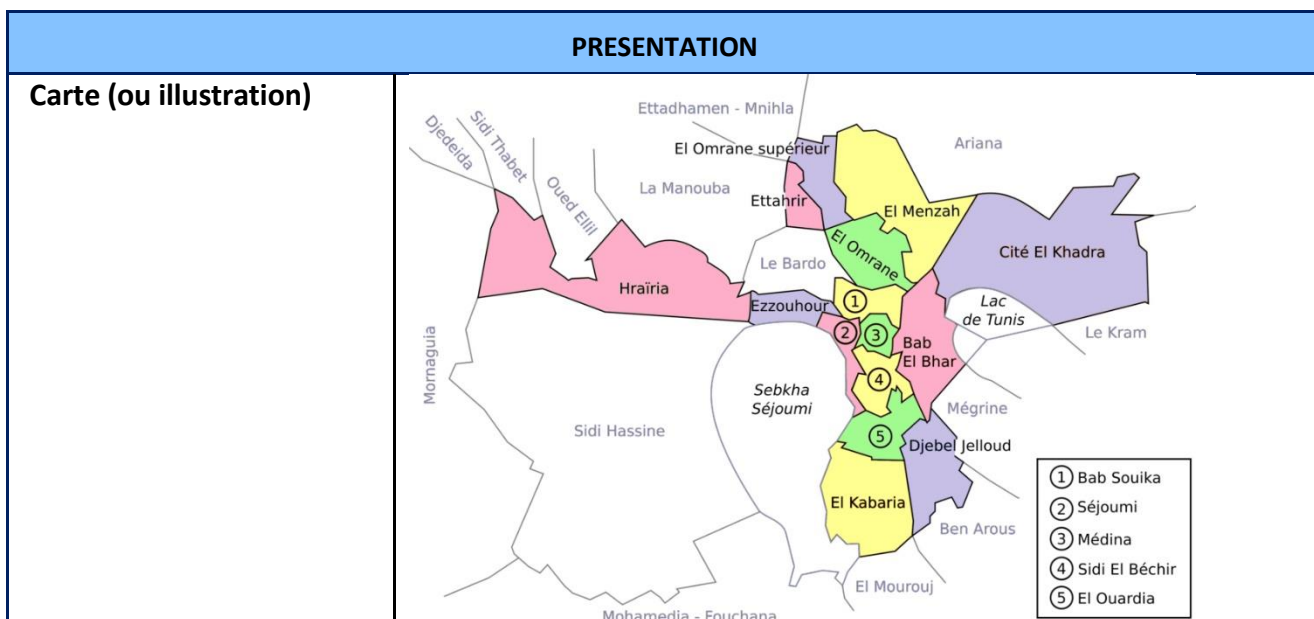 PRESENTATION
Carte (ou illustration)
Ettadhamen - Mnihla
El Omrane supérieur
Ariana
Djedeida
Sidi Thabet
Oued Ellil
La Manouba
Ettahrir
El Menzah
El Omrane
Cité El Khadra
Le Bardo
Hraïria
Ezzouhour
1
Lac
de Tunis
2
3
Bab
El Bhar
Le Kram
Mornaguia
4
Sebkha
Séjoumi
Mégrine
Sidi Hassine
5
Djebel Jelloud
El Kabaria
Ben Arous
El Mourouj
Mohamedia - Fouchana
1 Bab Souika
2 Séjoumi
3 Médina
4 Sidi El Béchir
5 El Ouardia